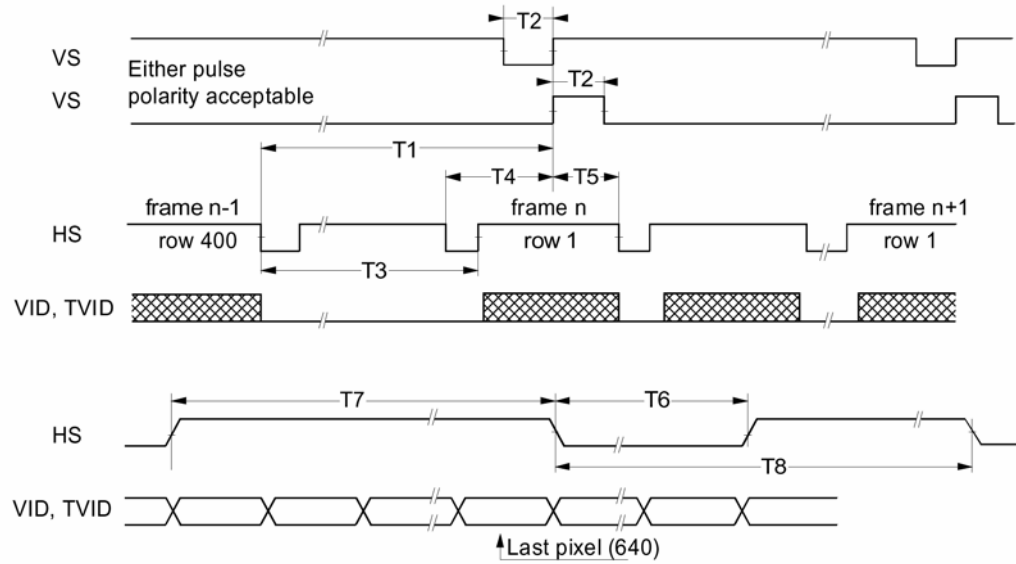 T2
VS
Either pulse
polarity acceptable
T2
VS
T1
T4
T5
frame n-1
frame n
frame n+1
HS
row 400
row 1
row 1
T3
VID, TVID
T7
T6
HS
T8
VID, TVID
Last pixel (640)